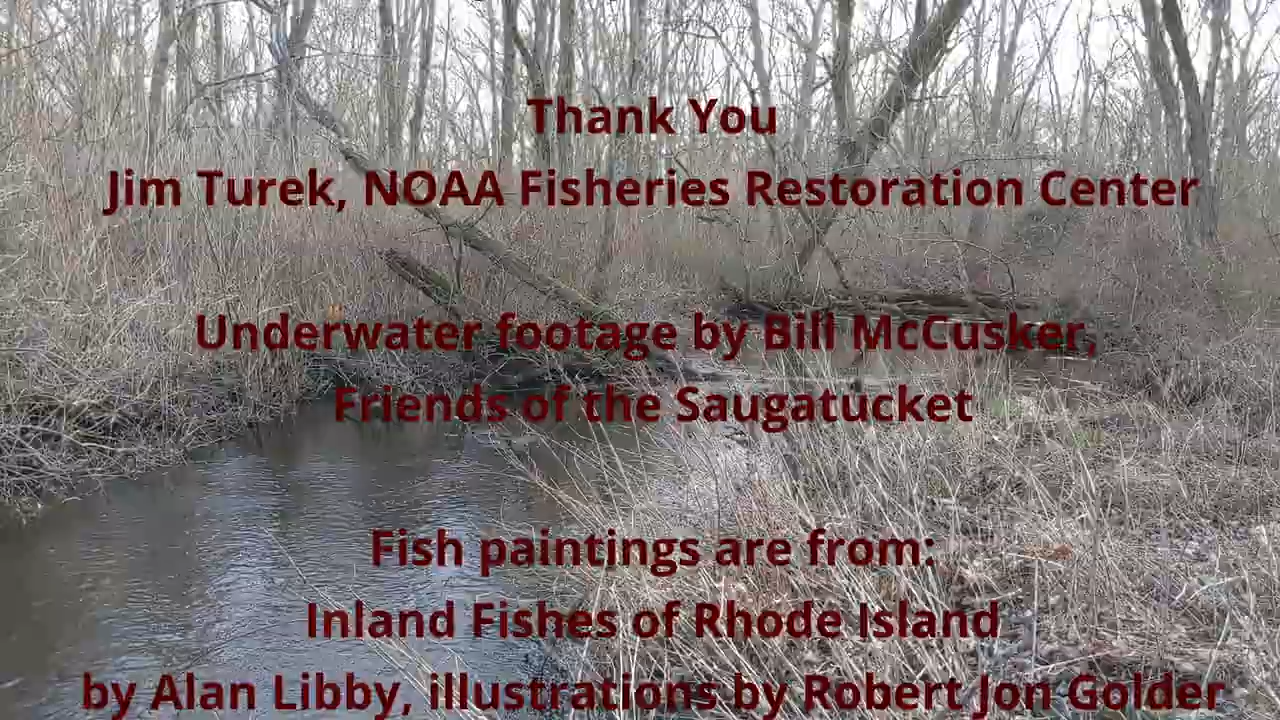 Thank You
Jim Turek, NOAA Fisheries Restoration Center
Underwater footage by Bill McCusker,
Friends of the Saugatucket
Fish paintings are from:
Inland Fishes of Rhode Island
by Alan Libby, illustrations by Robert Jon Golder